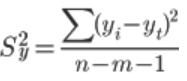 S_y^2 = \frac{\sum (y_i - y_t)^2}{n - m - 1}